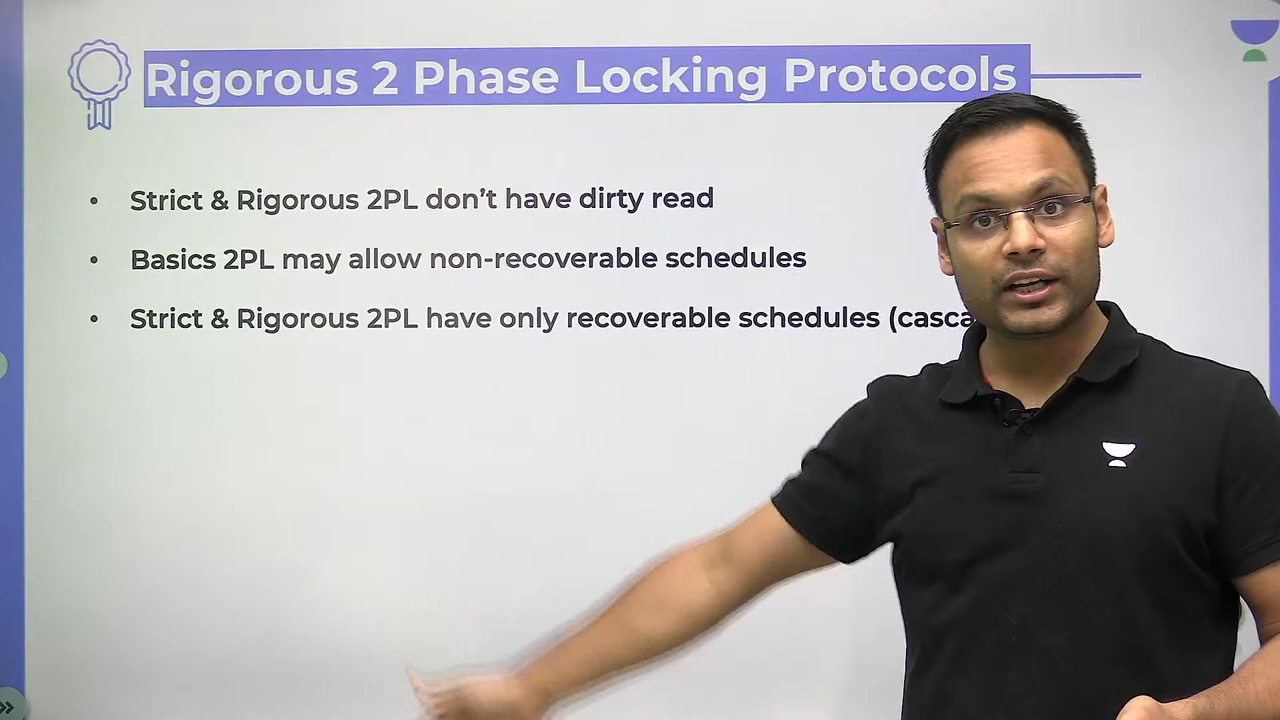 Rigorous 2 Phase Locking Protocols
• Strict & Rigorous 2PL don't have dirty read
• Basics 2PL may allow non-recoverable schedules
• Strict & Rigorous 2PL have only recoverable schedules (casca